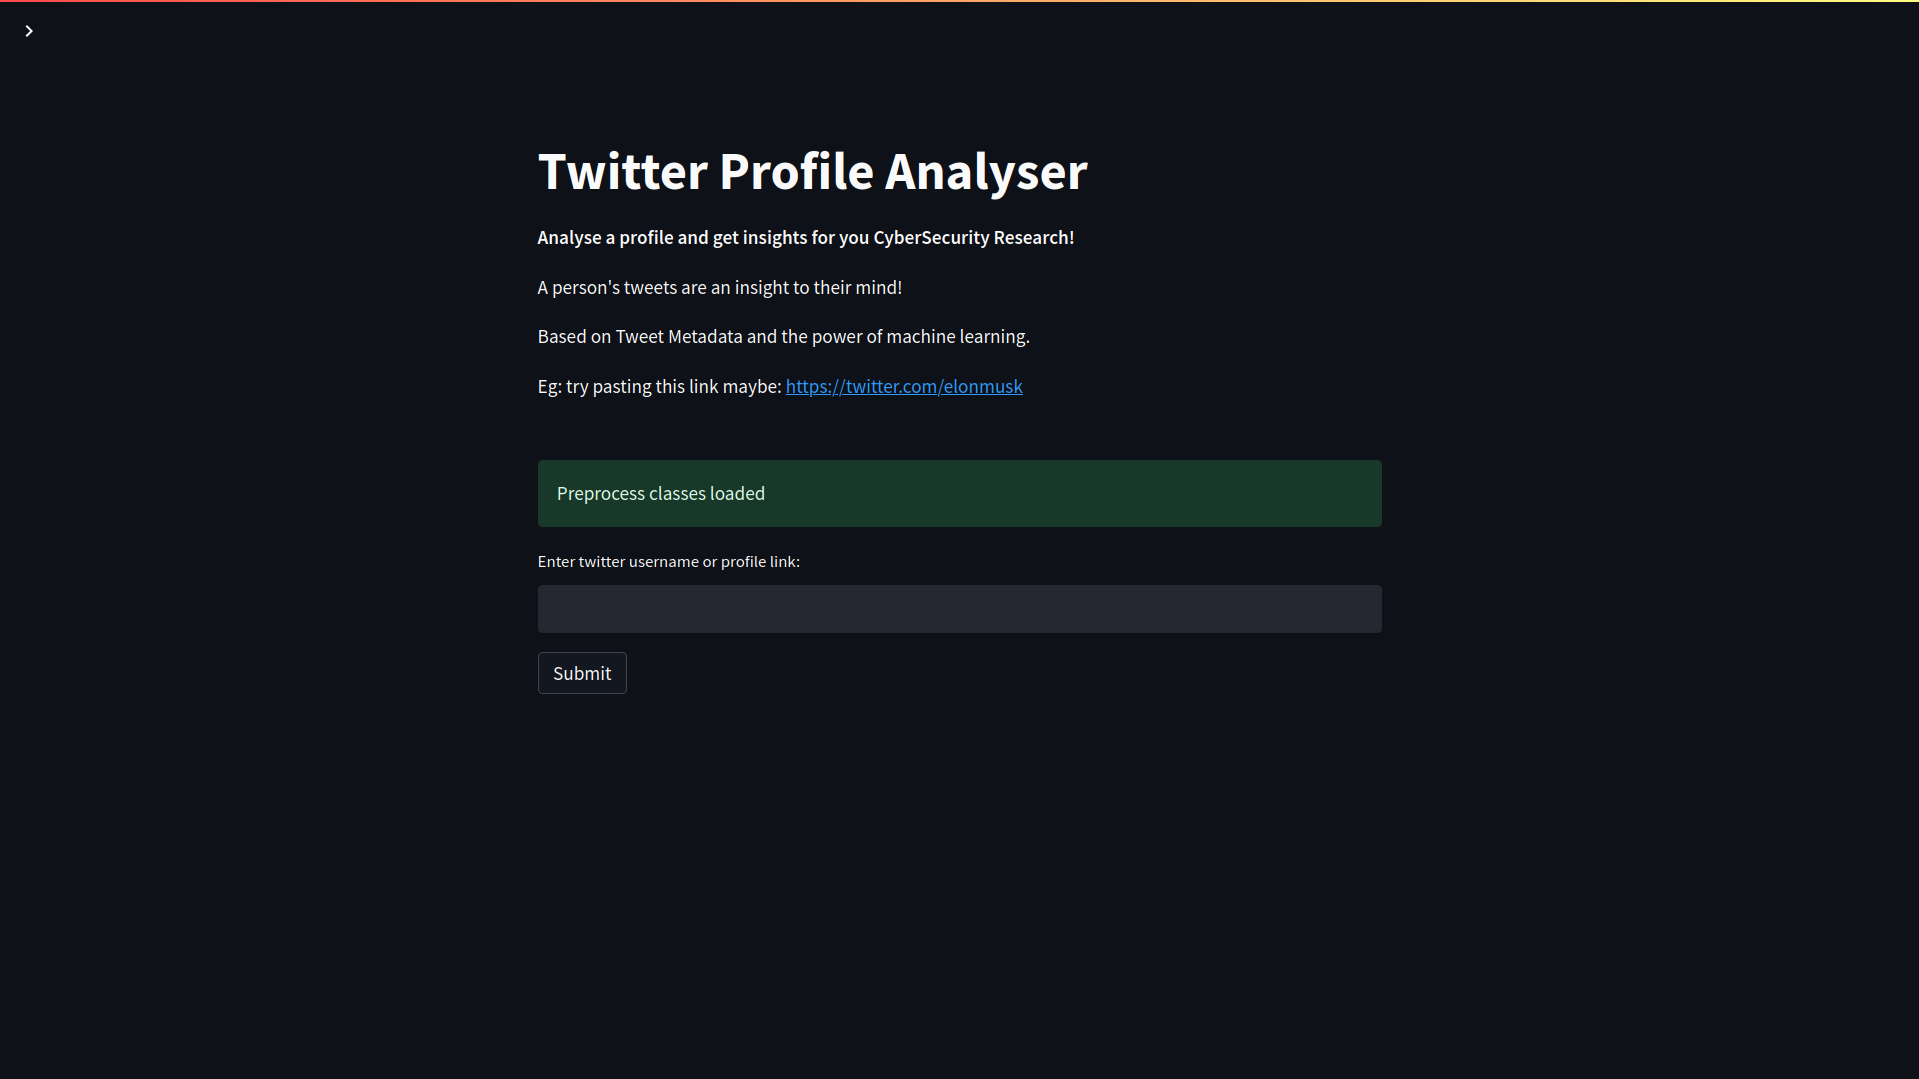 Twitter Profile Analyser
Analyse a profile and get insights for you CyberSecurity Research!
A person's tweets are an insight to their mind!
Based on Tweet Metadata and the power of machine learning.
Eg: try pasting this link maybe: https://twitter.com/elonmusk
Preprocess classes loaded
Enter twitter username or profile link:
Submit